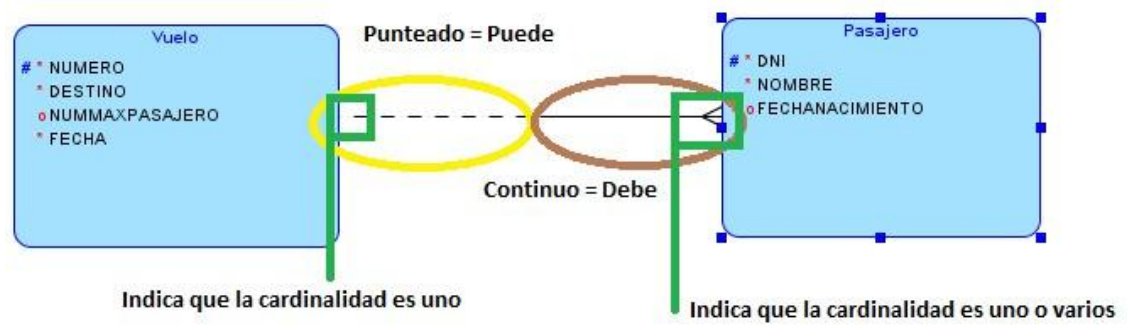 Vuelo
# * NUMERO
* DESTINO
o NUMMAXPASAJERO
* FECHA
Punteado = Puede
Continuo = Debe
Pasajero
# * DNI
* NOMBRE
o FECHANACIMIENTO
Indica que la cardinalidad es uno
Indica que la cardinalidad es uno o varios